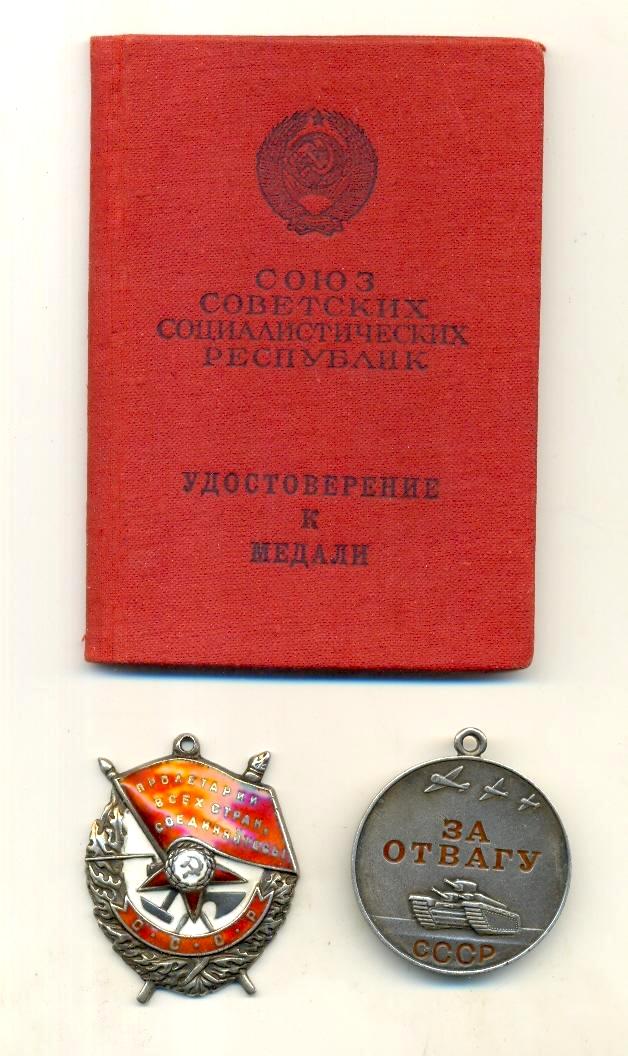 СОЮЗ
СОВЕТСКИХ
СОЦИАЛИСТИЧЕСКИХ
РЕСПУБЛИК
УДОСТОВЕРЕНИЕ
К
МЕДАЛИ
ПРОЛЕТАРИИ
ВСЕХ СТРАН,
СОЕДИНЯЙТЕСЬ!
С·С·С·Р
ЗА
ОТВАГУ
СССР